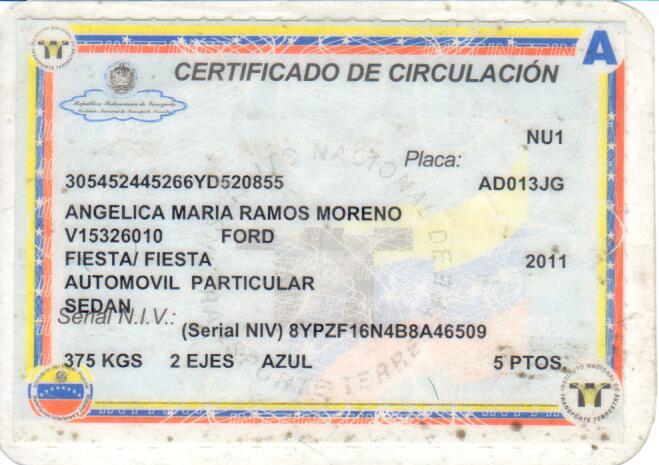 A
CERTIFICADO DE CIRCULACIÓN
República Bolivariana de Venezuela
Instituto Nacional de Transporte Terrestre
NU1
Placa:
305452445266YD520855 AD013JG
ANGELICA MARIA RAMOS MORENO
V15326010 FORD
FIESTA/ FIESTA 2011
AUTOMOVIL PARTICULAR
SEDAN
Serial N.I.V.:
(Serial NIV) 8YPZF16N4B8A46509
375 KGS 2 EJES AZUL 5 PTOS.
INSTITUTO NACIONAL DE TRANSPORTE TERRESTRE